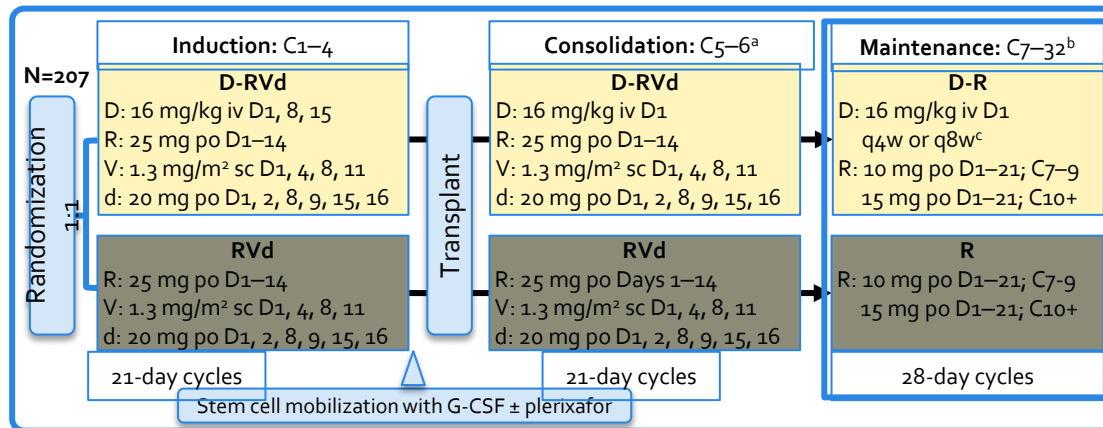 Induction: C1–4
Consolidation: C5–6ᵃ
Maintenance: C7–32ᵇ
N=207
Randomization
1:1
D-RVd
D: 16 mg/kg iv D1, 8, 15
R: 25 mg po D1–14
V: 1.3 mg/m² sc D1, 4, 8, 11
d: 20 mg po D1, 2, 8, 9, 15, 16
RVd
R: 25 mg po D1–14
V: 1.3 mg/m² sc D1, 4, 8, 11
d: 20 mg po D1, 2, 8, 9, 15, 16
21-day cycles
Transplant
Stem cell mobilization with G-CSF ± plerixafor
D-RVd
D: 16 mg/kg iv D1
R: 25 mg po D1–14
V: 1.3 mg/m² sc D1, 4, 8, 11
d: 20 mg po D1, 2, 8, 9, 15, 16
RVd
R: 25 mg po Days 1–14
V: 1.3 mg/m² sc D1, 4, 8, 11
d: 20 mg po D1, 2, 8, 9, 15, 16
21-day cycles
D-R
D: 16 mg/kg iv D1
q4w or q8wᶜ
R: 10 mg po D1–21; C7–9
15 mg po D1–21; C10+
R
R: 10 mg po D1–21; C7-9
15 mg po D1–21; C10+
28-day cycles